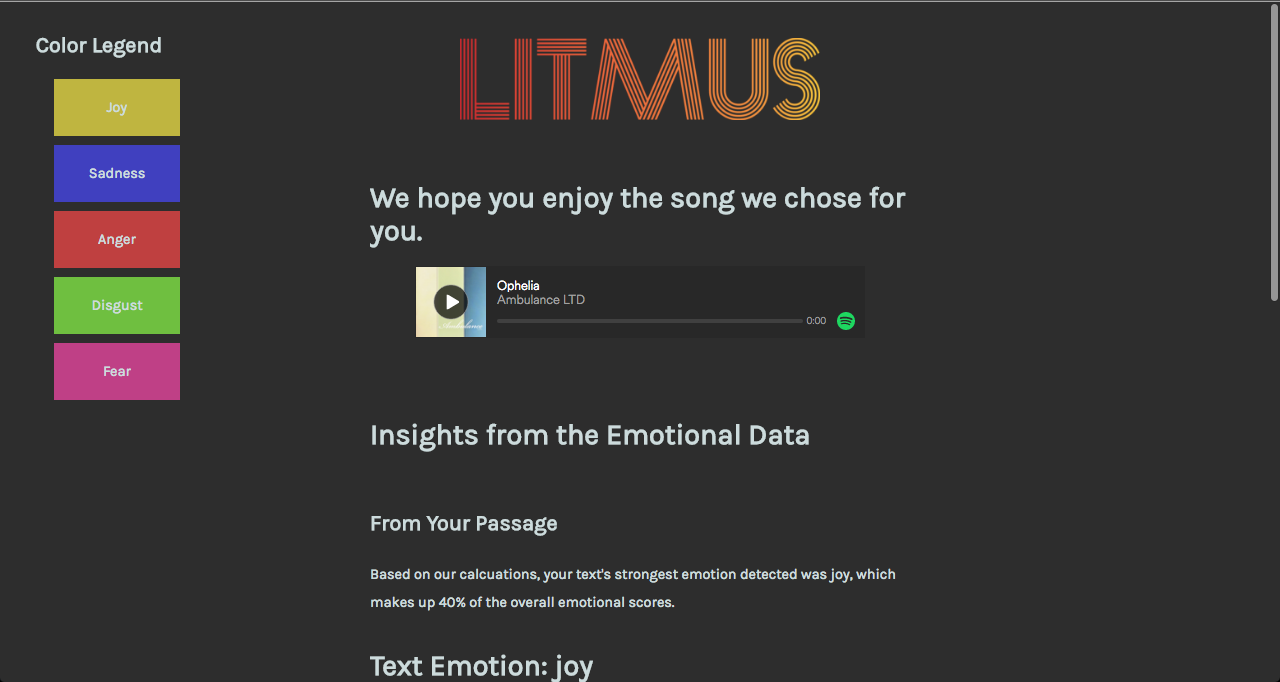 Color Legend
Joy
Sadness
Anger
Disgust
Fear
LITMUS
We hope you enjoy the song we chose for
you.
Ophelia
Ambulance LTD
0:00
Insights from the Emotional Data
From Your Passage
Based on our calcuations, your text's strongest emotion detected was joy, which
makes up 40% of the overall emotional scores.
Text Emotion: joy